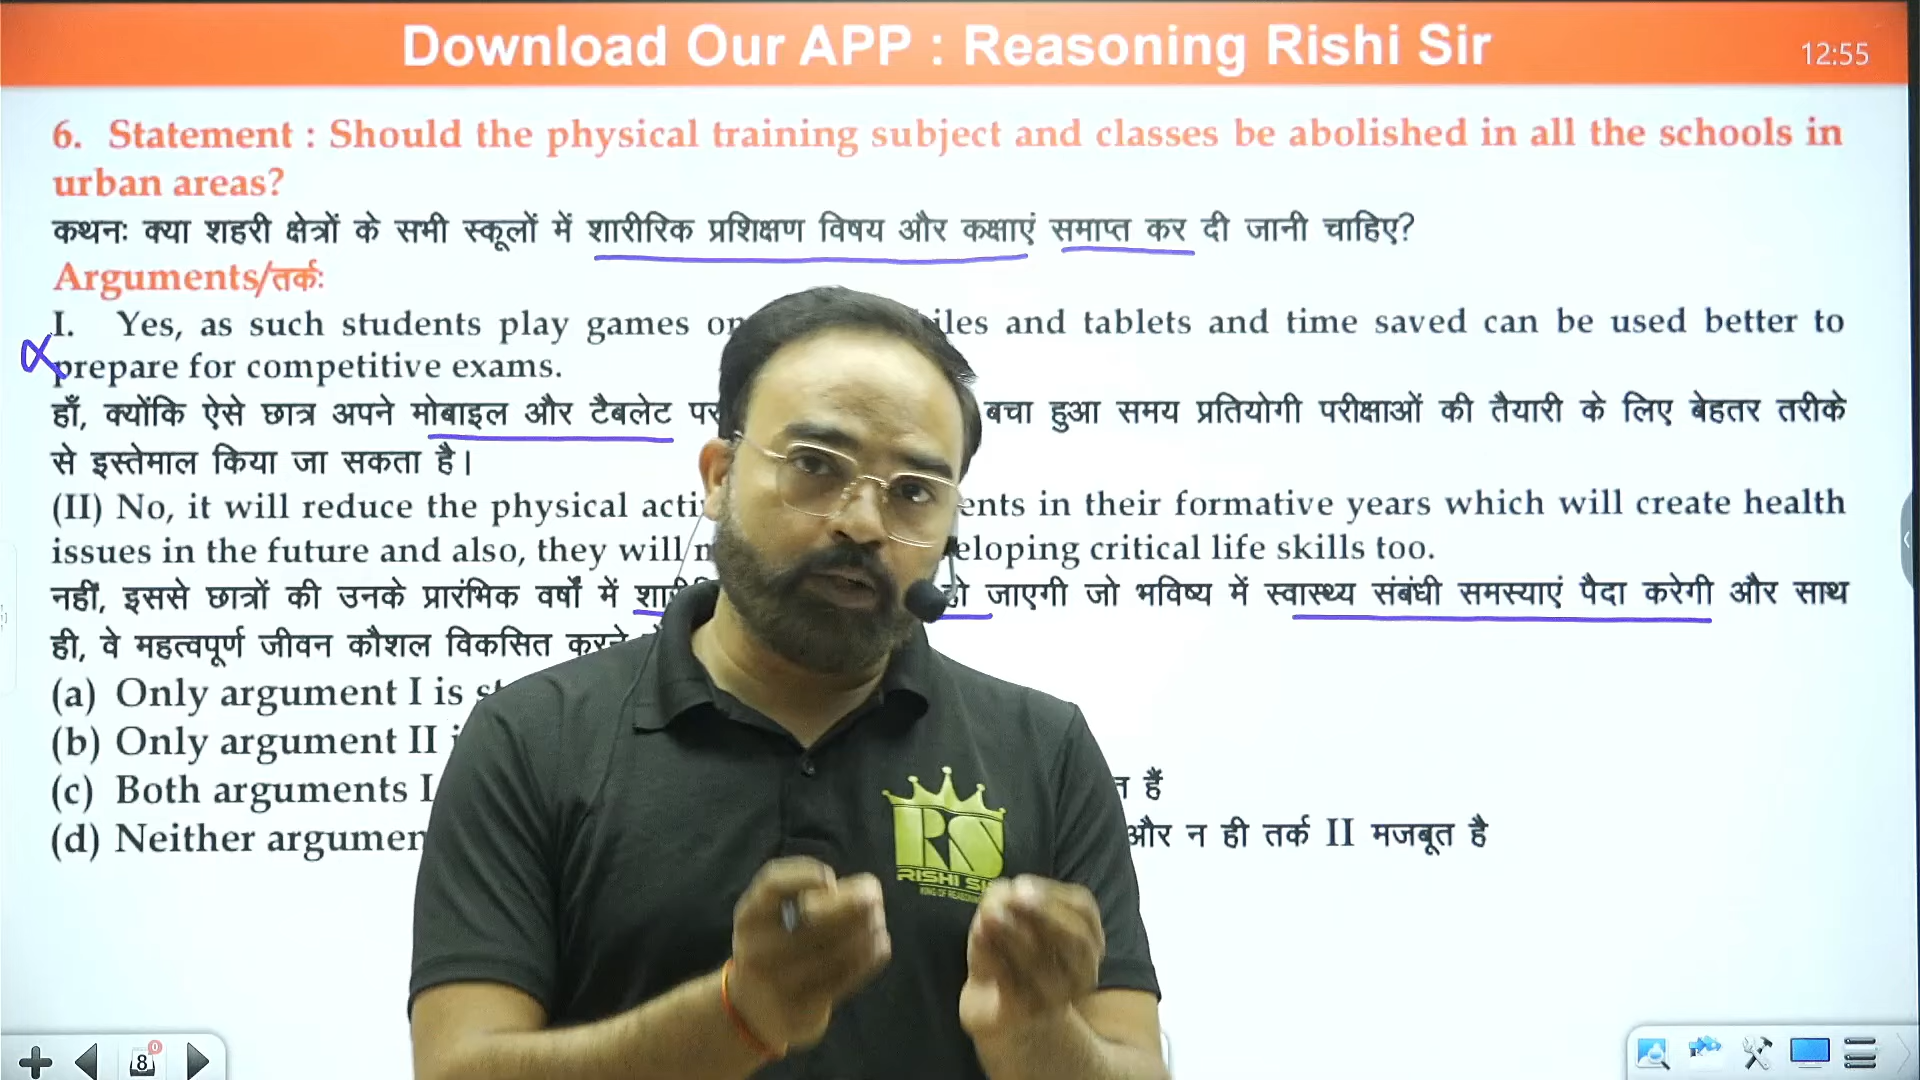 Download Our APP : Reasoning Rishi Sir
12:55
6. Statement : Should the physical training subject and classes be abolished in all the schools in
urban areas?
कथनः क्या शहरी क्षेत्रों के सभी स्कूलों में शारीरिक प्रशिक्षण विषय और कक्षाएं समाप्त कर दी जानी चाहिए?
Arguments/तर्कः
I. Yes, as such students play games on and tablets and time saved can be used better to
prepare for competitive exams.
हाँ, क्योंकि ऐसे छात्र अपने मोबाइल और टैबलेट पर बचा हुआ समय प्रतियोगी परीक्षाओं की तैयारी के लिए बेहतर तरीके
से इस्तेमाल किया जा सकता है।
(II) No, it will reduce the physical in their formative years which will create health
issues in the future and also, they will critical life skills too.
नहीं, इससे छात्रों की उनके प्रारंभिक वर्षों में हो जाएगी जो भविष्य में स्वास्थ्य संबंधी समस्याएं पैदा करेगी और साथ
ही, वे महत्वपूर्ण जीवन कौशल विकसित करने
(a) Only argument I is
(b) Only argument II
(c) Both arguments I
हैं
(d) Neither और न ही तर्क II मजबूत है
RS
RISHI
8
0